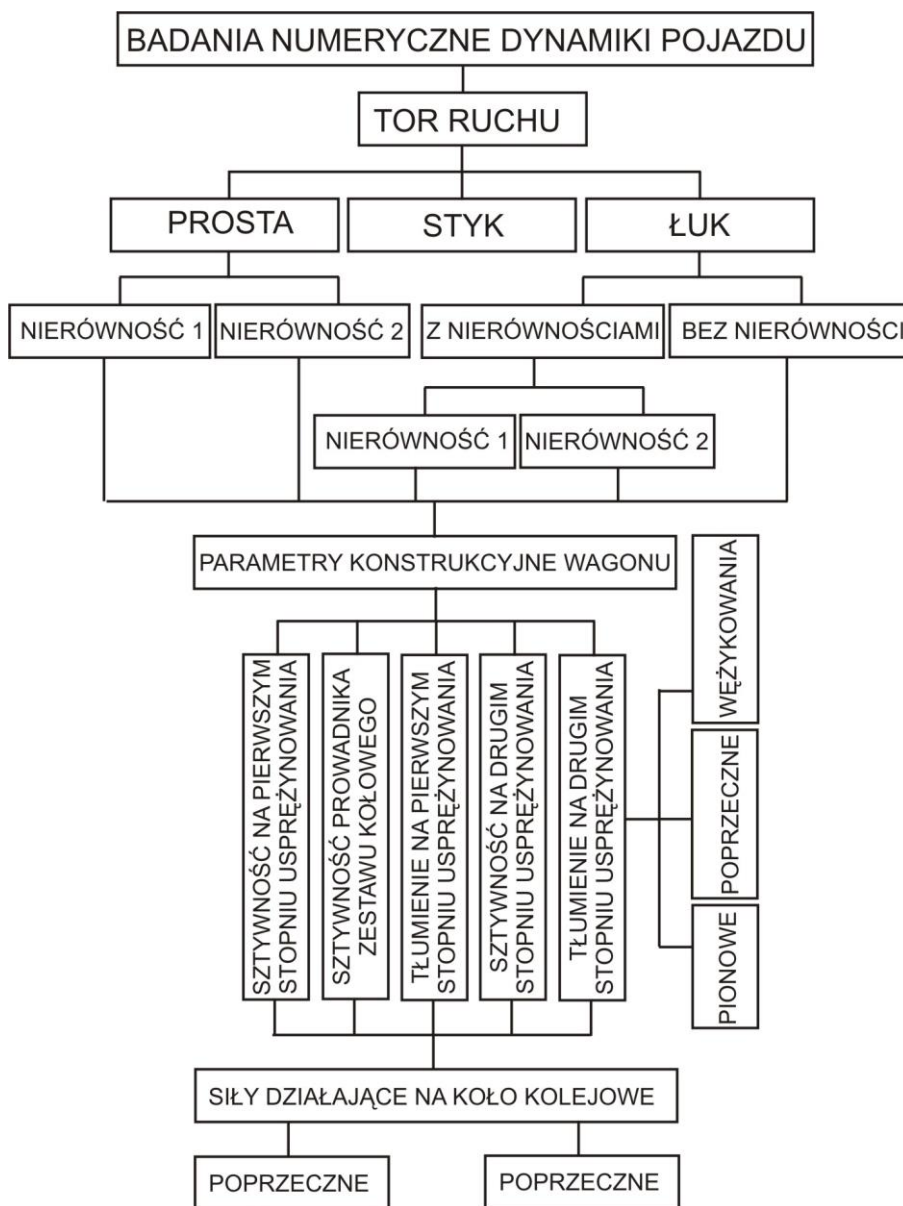 BADANIA NUMERYCZNE DYNAMIKI POJAZDU
TOR RUCHU
PROSTA
STYK
ŁUK
NIERÓWNOŚĆ 1
NIERÓWNOŚĆ 2
Z NIERÓWNOŚCIAMI
BEZ NIERÓWNOŚCI
NIERÓWNOŚĆ 1
NIERÓWNOŚĆ 2
PARAMETRY KONSTRUKCYJNE WAGONU
SZTYWNOŚĆ NA PIERWSZYM
STOPNIU USPRĘŻYNOWANIA
SZTYWNOŚĆ PROWADNIKA
ZESTAWU KOŁOWEGO
TŁUMIENIE NA PIERWSZYM
STOPNIU USPRĘŻYNOWANIA
SZTYWNOŚĆ NA DRUGIM
STOPNIU USPRĘŻYNOWANIA
TŁUMIENIE NA DRUGIM
STOPNIU USPRĘŻYNOWANIA
WĘŻYKOWANIA
POPRZECZNE
PIONOWE
SIŁY DZIAŁAJĄCE NA KOŁO KOLEJOWE
POPRZECZNE
POPRZECZNE